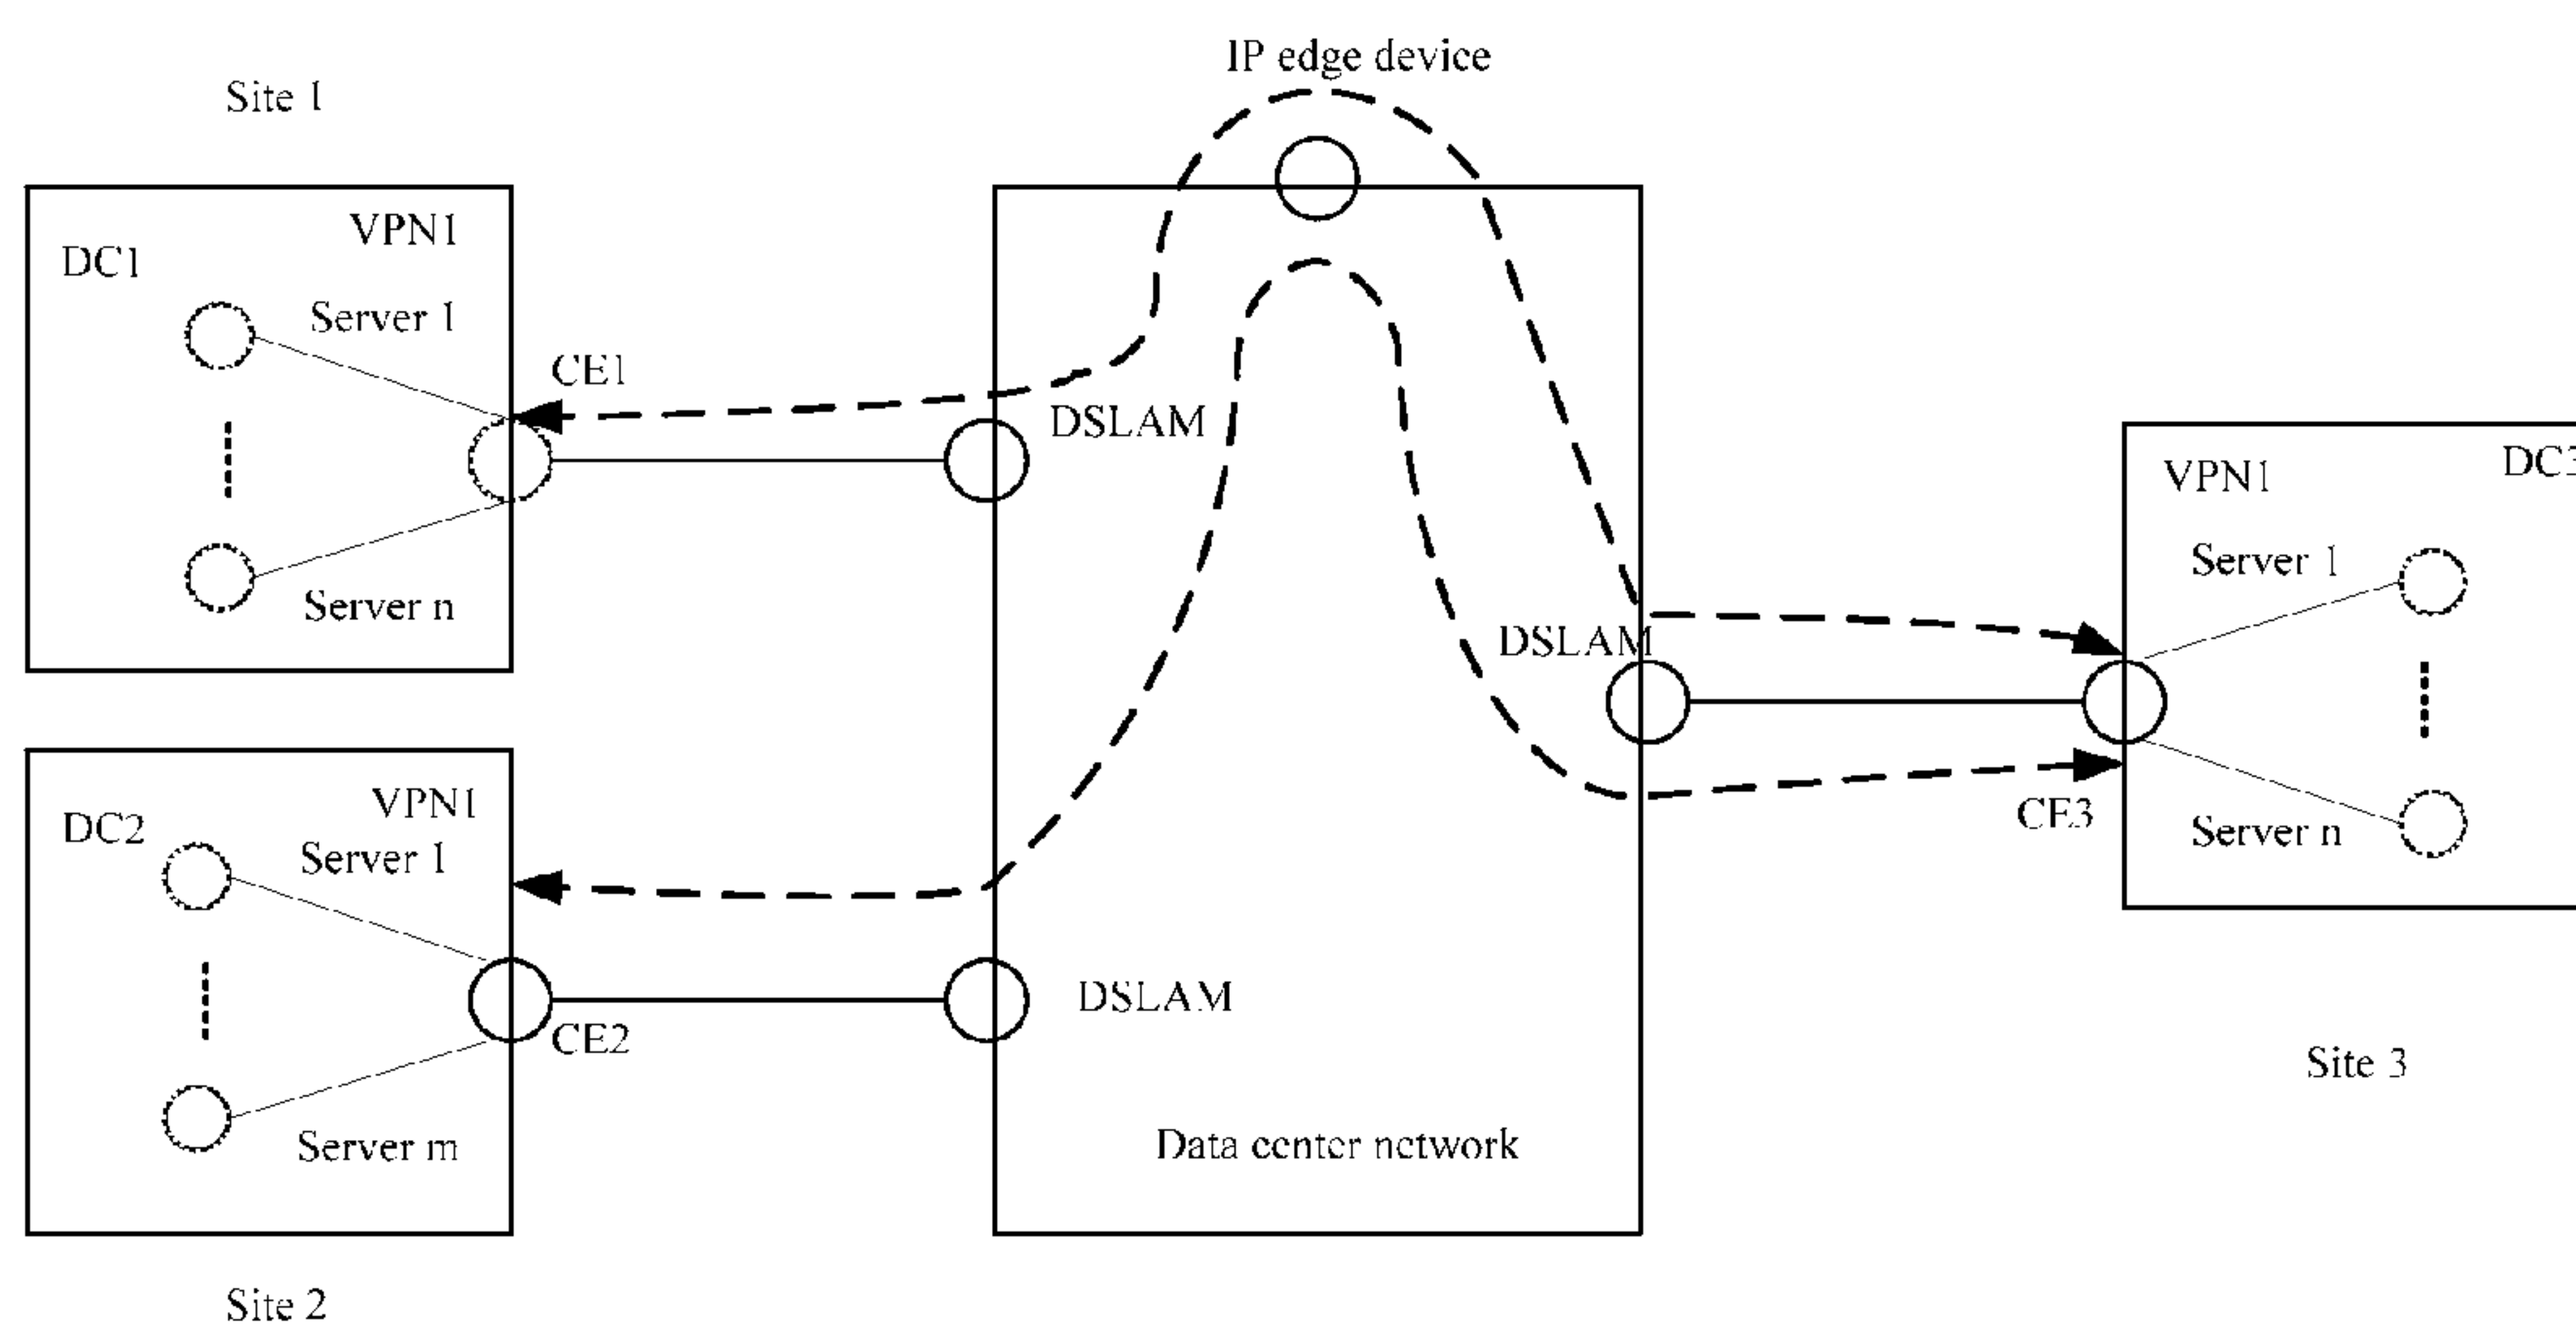 IP edge device
Site 1
VPN1
DC1
Server 1
CE1
DSLAM
Server n
VPN1
DC3
Server 1
DSLAM
CE3
Server n
VPN1
DC2
Server 1
CE2
DSLAM
Server m
Data center network
Site 3
Site 2